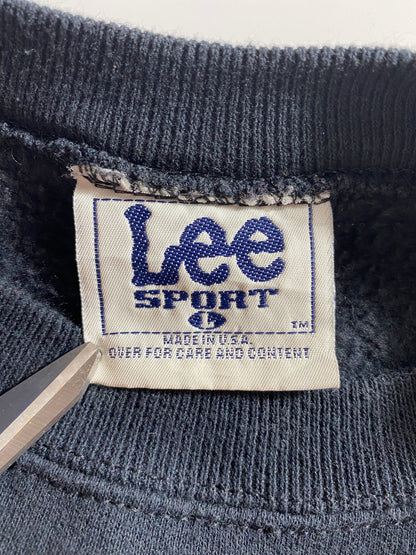 Lee
SPORT
L
TM
MADE IN U.S.A.
OVER FOR CARE AND CONTENT